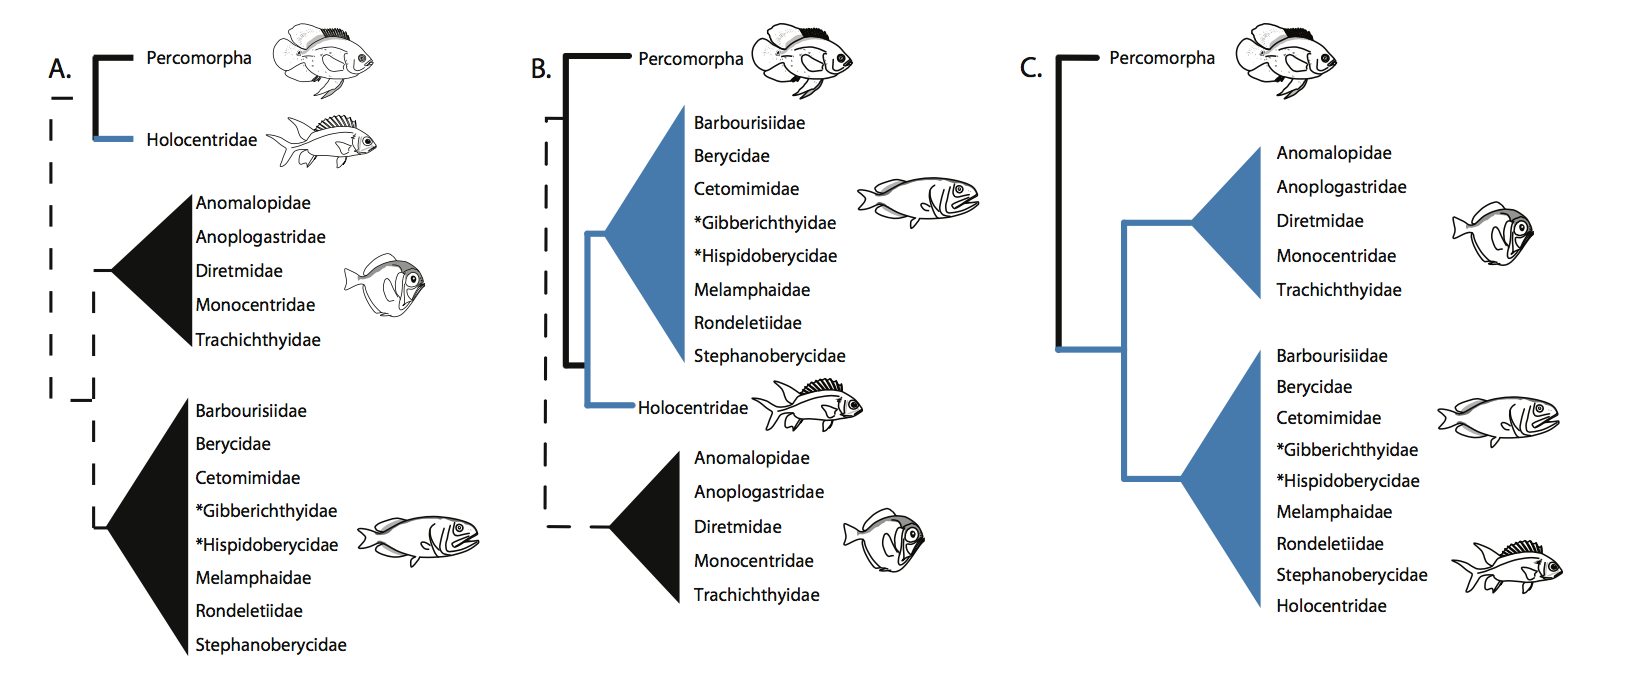 A.
Percomorpha
Holocentridae
Anomalopidae
Anoplogastridae
Diretmidae
Monocentridae
Trachichthyidae
Barbourisiidae
Berycidae
Cetomimidae
*Gibberichthyidae
*Hispidoberycidae
Melamphaidae
Rondeletiidae
Stephanoberycidae
B.
Percomorpha
Barbourisiidae
Berycidae
Cetomimidae
*Gibberichthyidae
*Hispidoberycidae
Melamphaidae
Rondeletiidae
Stephanoberycidae
Holocentridae
Anomalopidae
Anoplogastridae
Diretmidae
Monocentridae
Trachichthyidae
C.
Percomorpha
Anomalopidae
Anoplogastridae
Diretmidae
Monocentridae
Trachichthyidae
Barbourisiidae
Berycidae
Cetomimidae
*Gibberichthyidae
*Hispidoberycidae
Melamphaidae
Rondeletiidae
Stephanoberycidae
Holocentridae